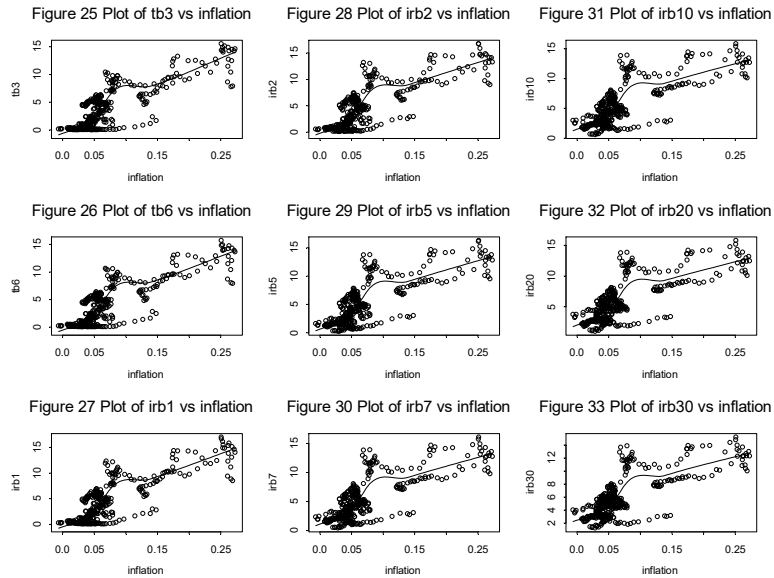 Figure 25 Plot of tb3 vs inflation
tb3
15
10
5
0
0.0 0.05 0.15 0.25
inflation
Figure 28 Plot of irb2 vs inflation
irb2
15
10
5
0
0.0 0.05 0.15 0.25
inflation
Figure 31 Plot of irb10 vs inflation
irb10
15
10
5
0
0.0 0.05 0.15 0.25
inflation
Figure 26 Plot of tb6 vs inflation
tb6
15
10
5
0
0.0 0.05 0.15 0.25
inflation
Figure 29 Plot of irb5 vs inflation
irb5
15
10
5
0
0.0 0.05 0.15 0.25
inflation
Figure 32 Plot of irb20 vs inflation
irb20
15
10
5
0.0 0.05 0.15 0.25
inflation
Figure 27 Plot of irb1 vs inflation
irb1
15
10
5
0
0.0 0.05 0.15 0.25
inflation
Figure 30 Plot of irb7 vs inflation
irb7
15
10
5
0
0.0 0.05 0.15 0.25
inflation
Figure 33 Plot of irb30 vs inflation
irb30
12
8
6
4
2
0.0 0.05 0.15 0.25
inflation